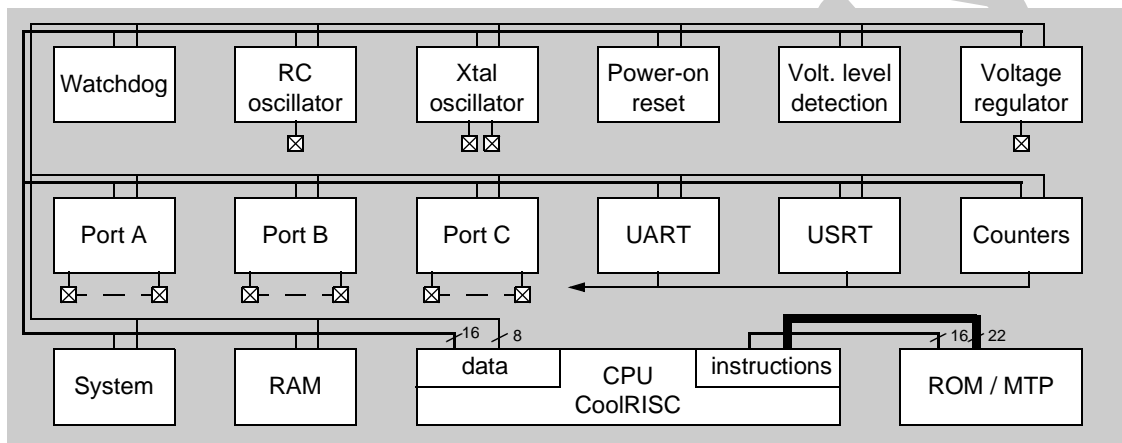 Watchdog
RC
oscillator
Xtal
oscillator
Power-on
reset
Volt. level
detection
Voltage
regulator
Port A
Port B
Port C
UART
USRT
Counters
16
8
16
22
System
RAM
data
CPU
CoolRISC
instructions
ROM / MTP